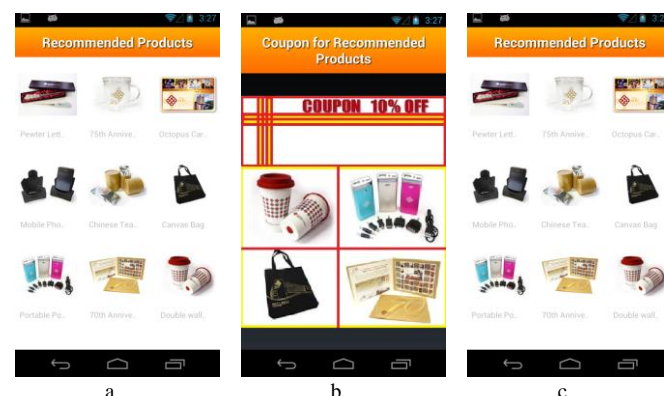 3:27
Recommended Products
Pewter Lett..
75th Annive..
Octopus Car..
Mobile Pho..
Chinese Tea..
Canvas Bag
Portable Po..
70th Annive..
Double wall..
a
3:27
Coupon for Recommended
Products
COUPON 10% OFF
b
3:2
Recommended Products
Pewter Lett..
75th Annive..
Octopus Car
Mobile Pho..
Chinese Tea..
Canvas Bag
Portable Po..
70th Annive..
Double wall
c